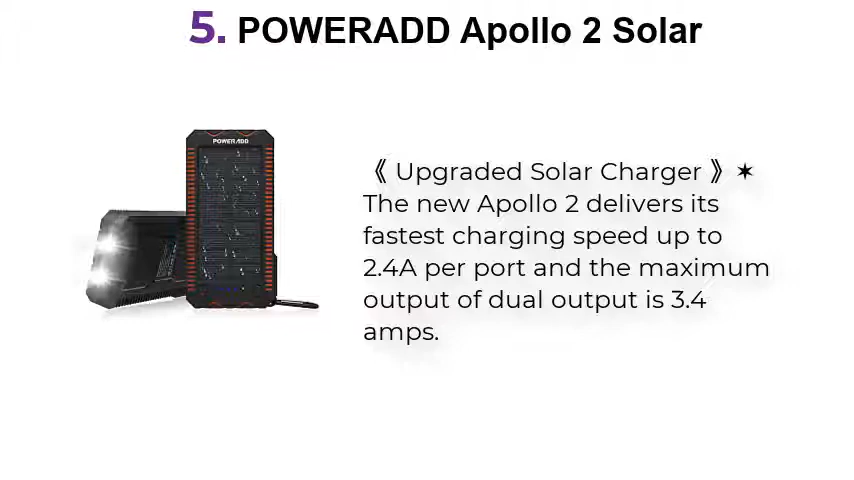 5. POWERADD Apollo 2 Solar
POWERADD
《 Upgraded Solar Charger 》✶
The new Apollo 2 delivers its
fastest charging speed up to
2.4A per port and the maximum
output of dual output is 3.4
amps.